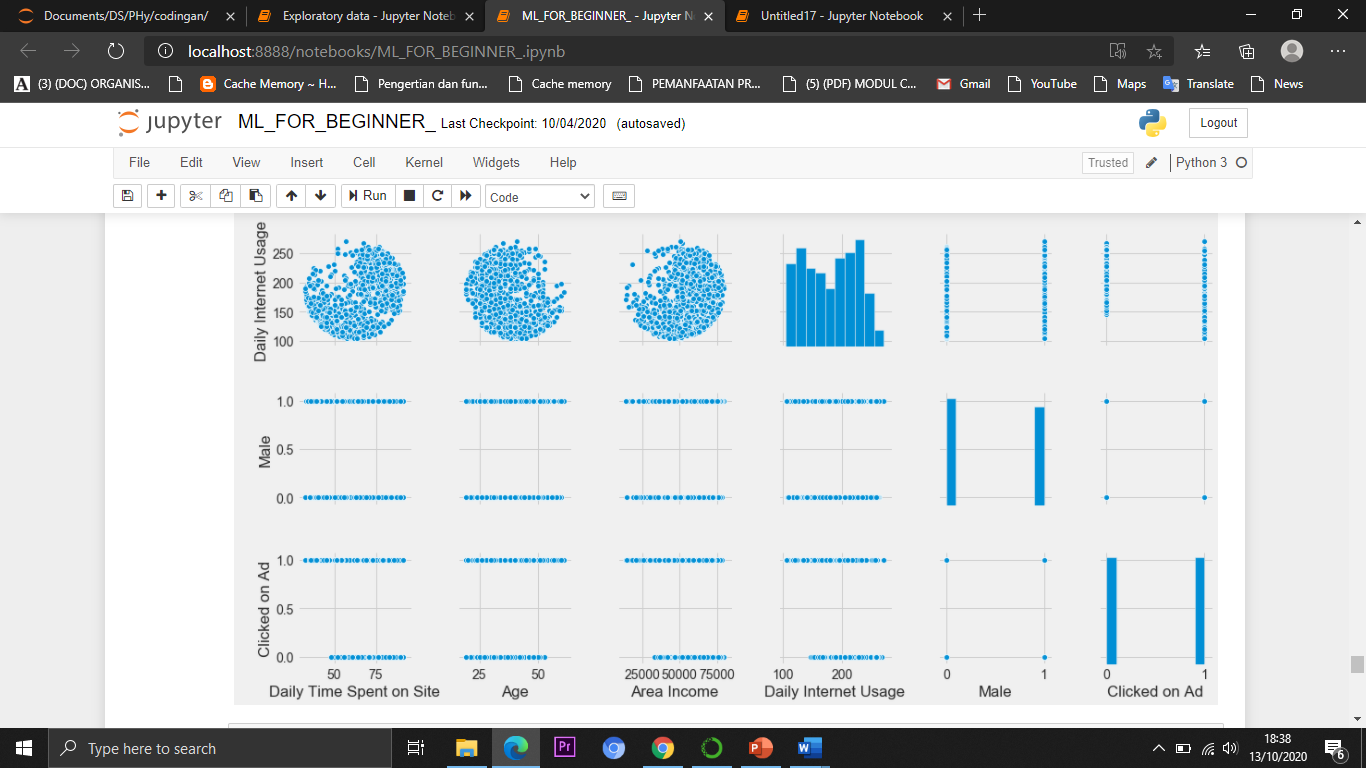 Documents/DS/PHy/codingan/
Exploratory data - Jupyter Noteb
ML_FOR_BEGINNER_ - Jupyter N
Untitled17 - Jupyter Notebook
localhost:8888/notebooks/ML_FOR_BEGINNER_.ipynb
(3) (DOC) ORGANIS...
Cache Memory ~ H...
Pengertian dan fun...
Cache memory
PEMANFAATAN PR...
(5) (PDF) MODUL C...
Gmail
YouTube
Maps
Translate
News
jupyter ML_FOR_BEGINNER_ Last Checkpoint: 10/04/2020 (autosaved)
Logout
File Edit View Insert Cell Kernel Widgets Help
Trusted
Python 3
Run
Code
Daily Internet Usage
250
200
150
100
Male
1.0
0.5
0.0
Clicked on Ad
1.0
0.5
0.0
50 75 25 50 25000 50000 75000 100 200 0 1 0 1
Daily Time Spent on Site Age Area Income Daily Internet Usage Male Clicked on Ad
Type here to search
Pr
18:38
13/10/2020
6